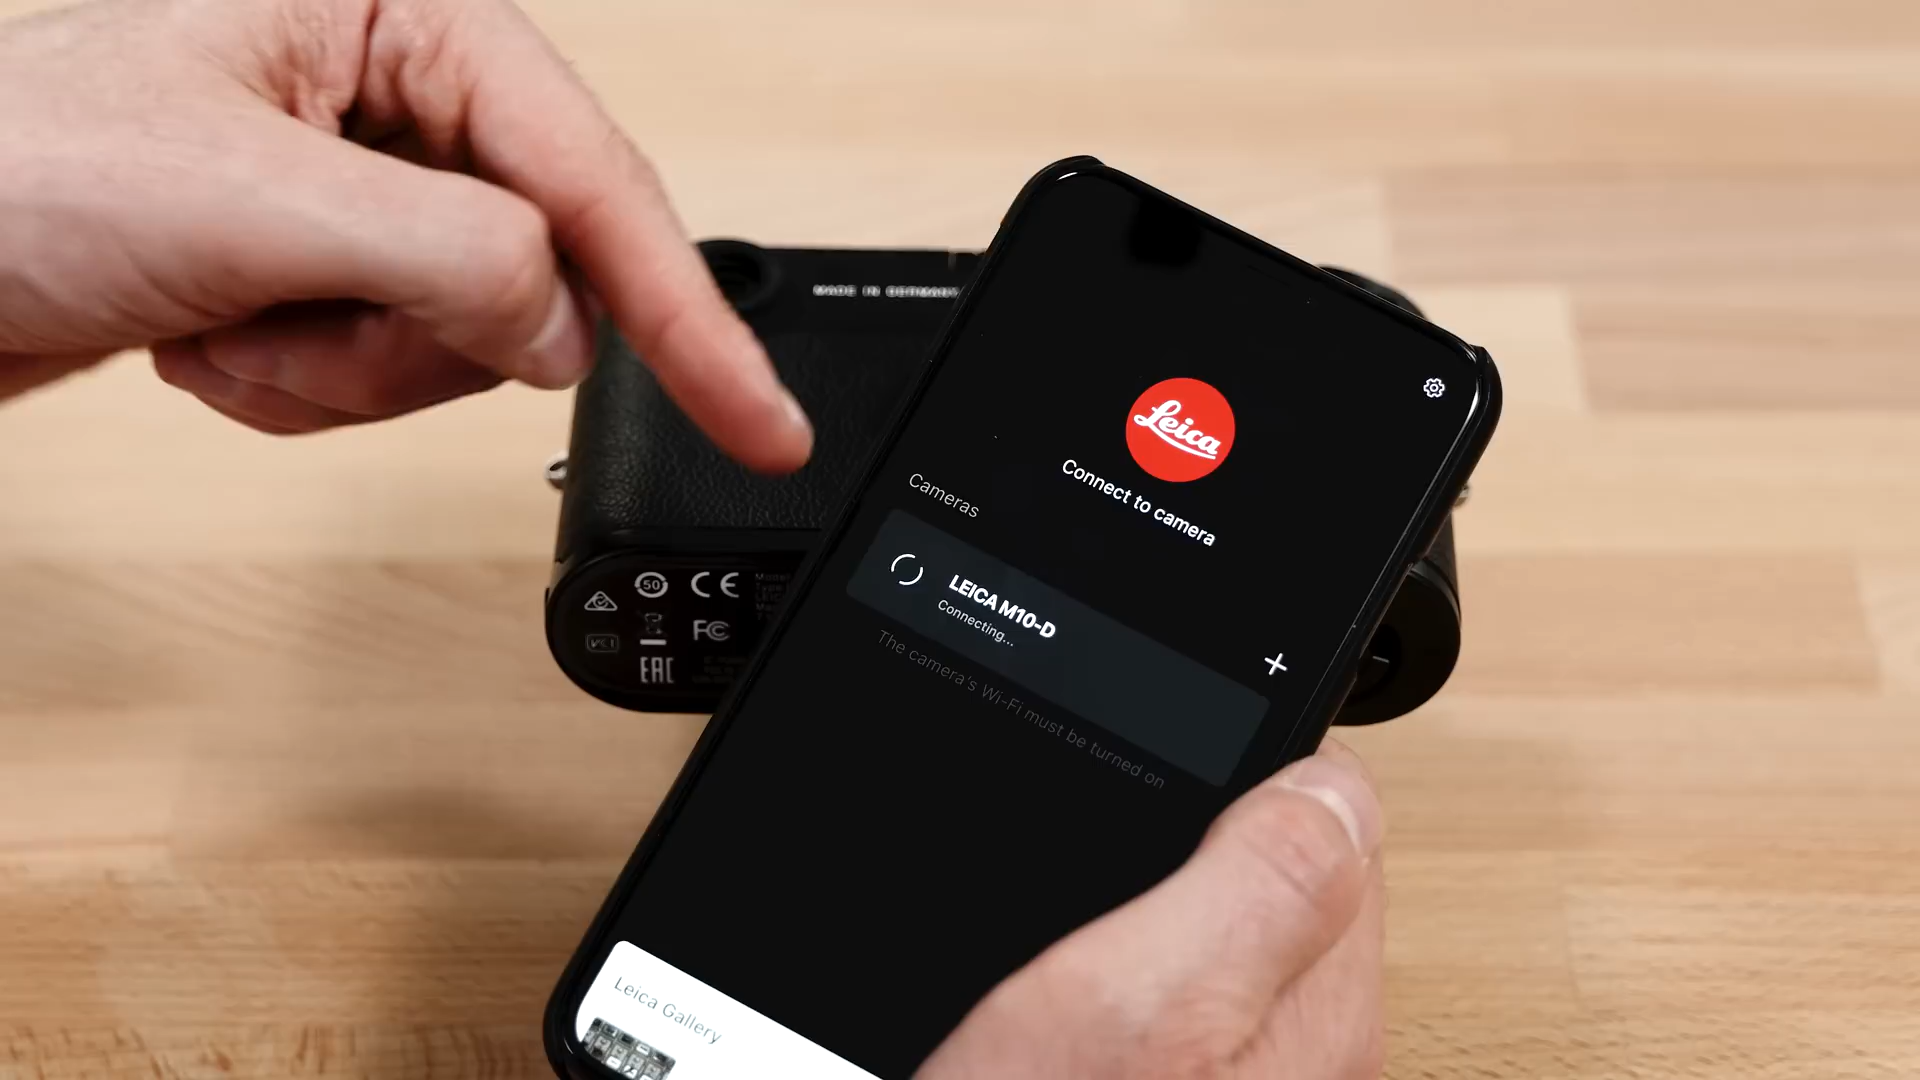 MADE IN GERMANY
Leica
Connect to camera
Cameras
LEICA M10-D
Connecting...
The camera's Wi-Fi must be turned on
50
CE
FC
EAC
Leica Gallery